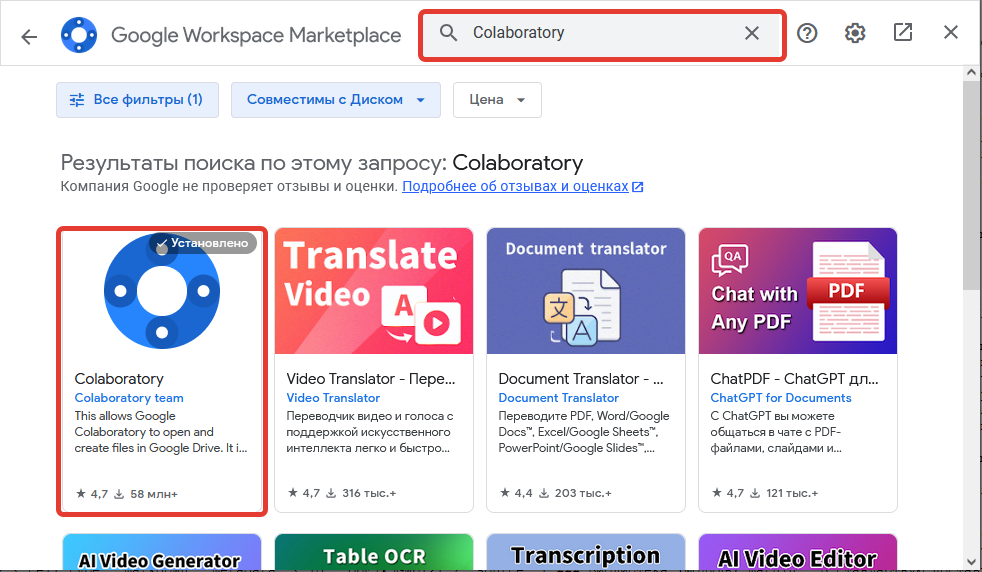 Google Workspace Marketplace
Colaboratory
Все фильтры (1)
Совместимы с Диском
Цена
Результаты поиска по этому запросу: Colaboratory
Компания Google не проверяет отзывы и оценки. Подробнее об отзывах и оценках
Установлено
Colaboratory
Colaboratory team
This allows Google
Colaboratory to open and
create files in Google Drive. It i...
4,7 58 млн+
Translate
Video
A
Video Translator - Пере...
Video Translator
Переводчик видео и голоса с
поддержкой искусственного
интеллекта легко и быстро...
4,7 316 тыс.+
Document translator
文
A
Document Translator - ...
Document Translator
Переводите PDF, Word/Google
Docs™, Excel/Google Sheets™,
PowerPoint/Google Slides™,...
4,4 203 тыс.+
QA
Chat with
Any PDF
PDF
ChatPDF - ChatGPT дл...
ChatGPT for Documents
С ChatGPT вы можете
общаться в чате с PDF-
файлами, слайдами и...
4,7 121 тыс.+
AI Video Generator
Table OCR
Transcription
AI Video Editor